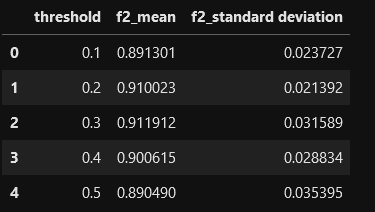 threshold f2_mean f2_standard deviation
0 0.1 0.891301 0.023727
1 0.2 0.910023 0.021392
2 0.3 0.911912 0.031589
3 0.4 0.900615 0.028834
4 0.5 0.890490 0.035395